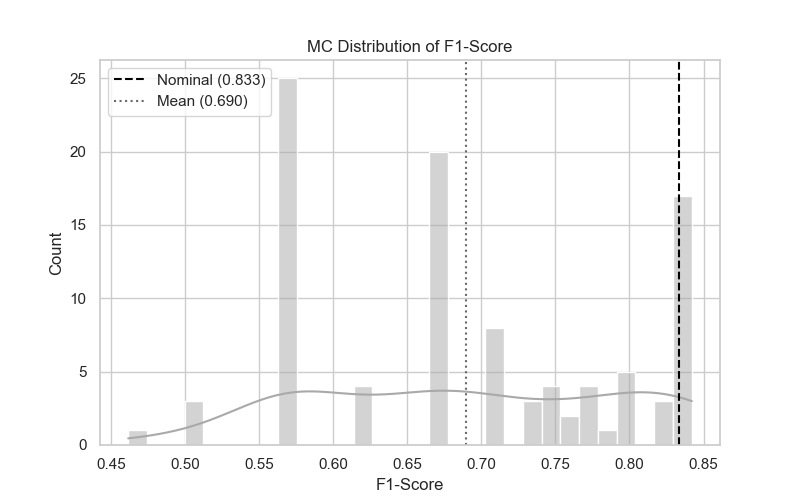 MC Distribution of F1-Score
Nominal (0.833)
Mean (0.690)
25
20
15
10
5
0
Count
0.45 0.50 0.55 0.60 0.65 0.70 0.75 0.80 0.85
F1-Score